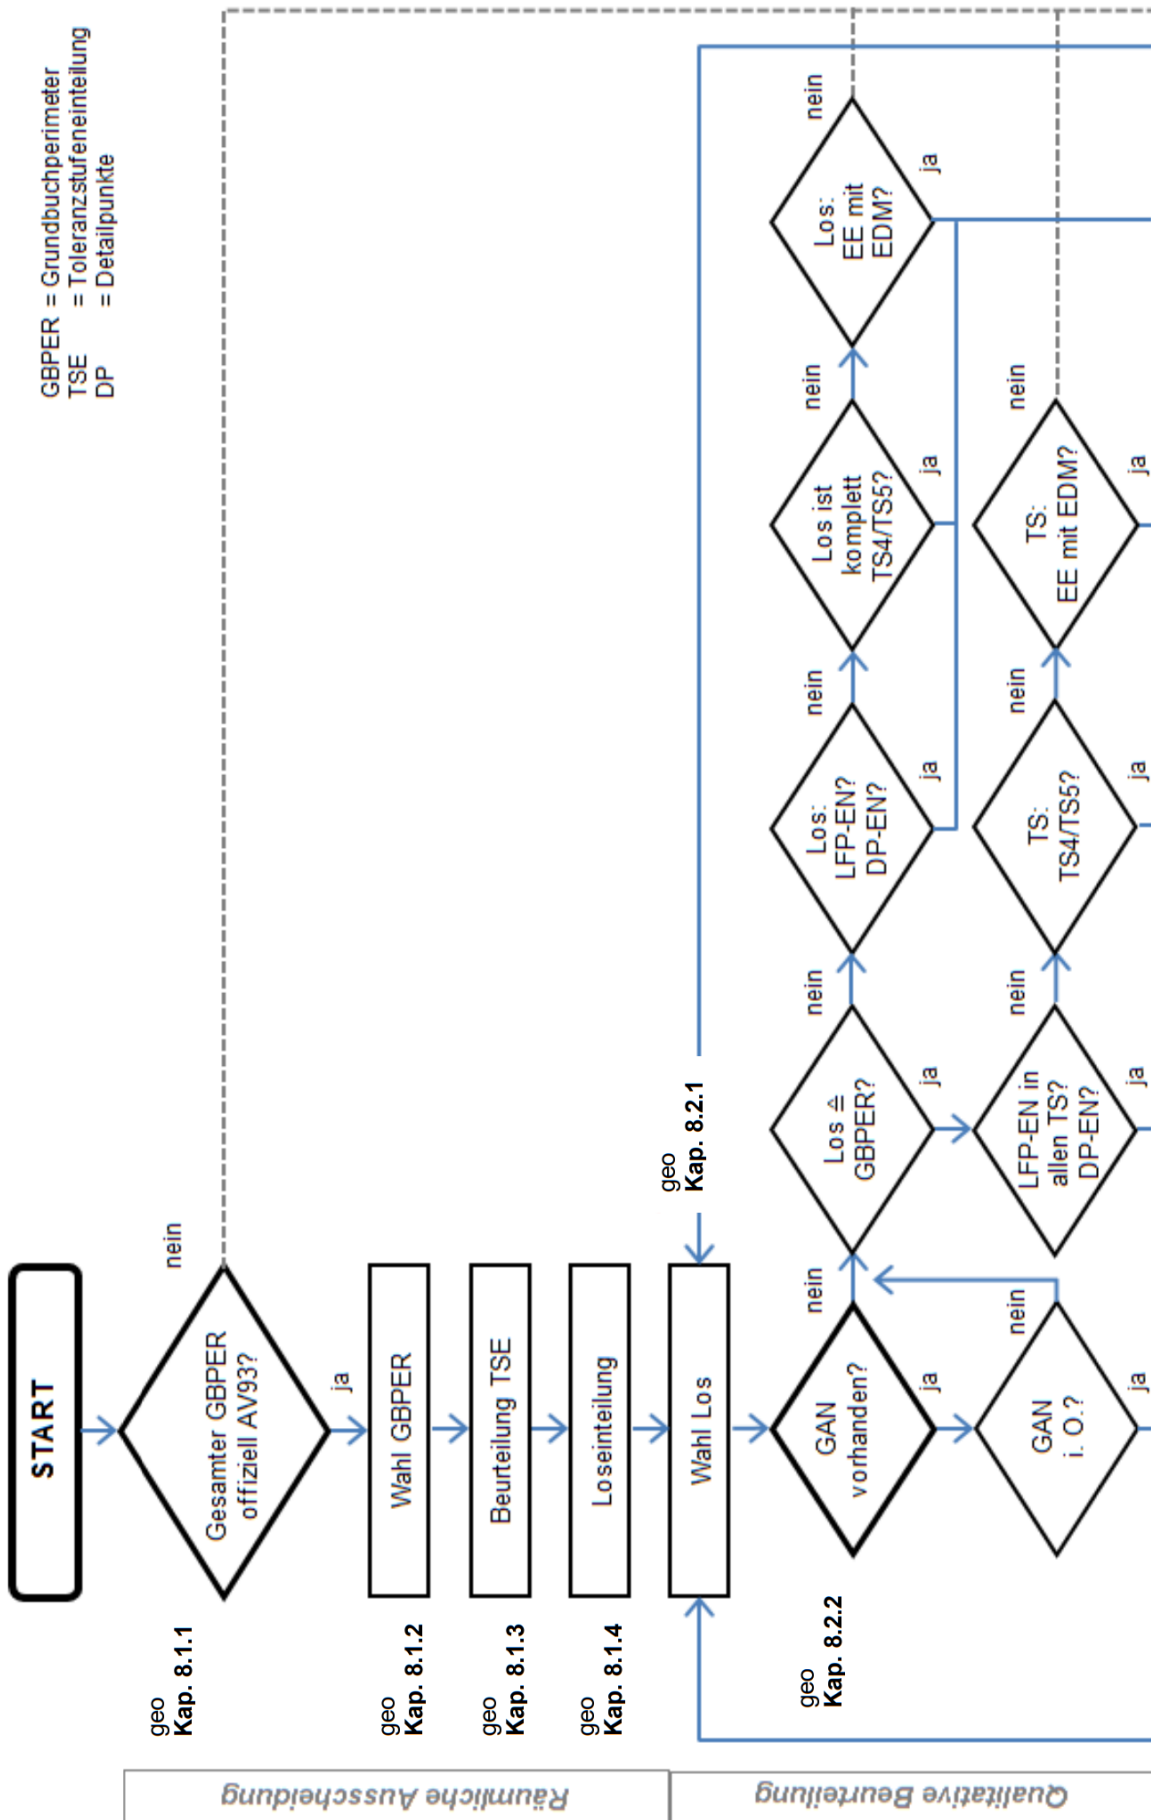 GBPER = Grundbuchperimeter
TSE = Toleranzstufeneinteilung
DP = Detailpunkte
START
geo
Kap. 8.1.1
Gesamter GBPER
offiziell AV93?
nein
ja
geo
Kap. 8.1.2
Wahl GBPER
geo
Kap. 8.1.3
Beurteilung TSE
geo
Kap. 8.1.4
Loseinteilung
Wahl Los
geo
Kap. 8.2.1
geo
Kap. 8.2.2
GAN
vorhanden?
nein
ja
Los ≙
GBPER?
nein
ja
Los:
LFP-EN?
DP-EN?
nein
ja
Los ist
komplett
TS4/TS5?
nein
ja
Los:
EE mit
EDM?
nein
ja
GAN
i. O.?
nein
ja
LFP-EN in
allen TS?
DP-EN?
nein
ja
TS:
TS4/TS5?
nein
ja
TS:
EE mit EDM?
nein
ja
Räumliche Ausscheidung
Qualitative Beurteilung